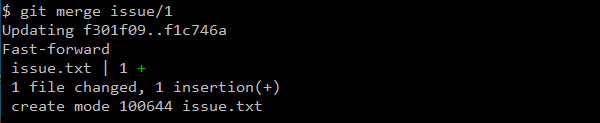 $ git merge issue/1
Updating f301f09..f1c746a
Fast-forward
 issue.txt | 1 +
 1 file changed, 1 insertion(+)
 create mode 100644 issue.txt